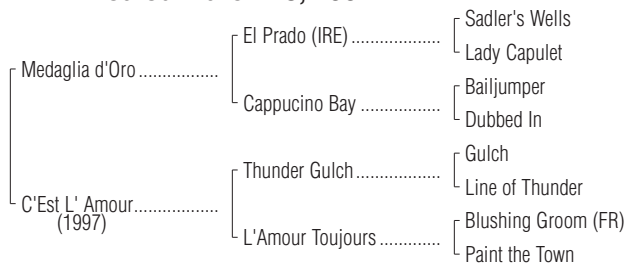 Sadler's Wells
El Prado (IRE) ....................
Lady Capulet
Medaglia d'Oro ..................
Bailjumper
Cappucino Bay ..................
Dubbed In
Gulch
Thunder Gulch ...................
Line of Thunder
C'Est L' Amour ...................
(1997)
Blushing Groom (FR)
L'Amour Toujours ...............
Paint the Town